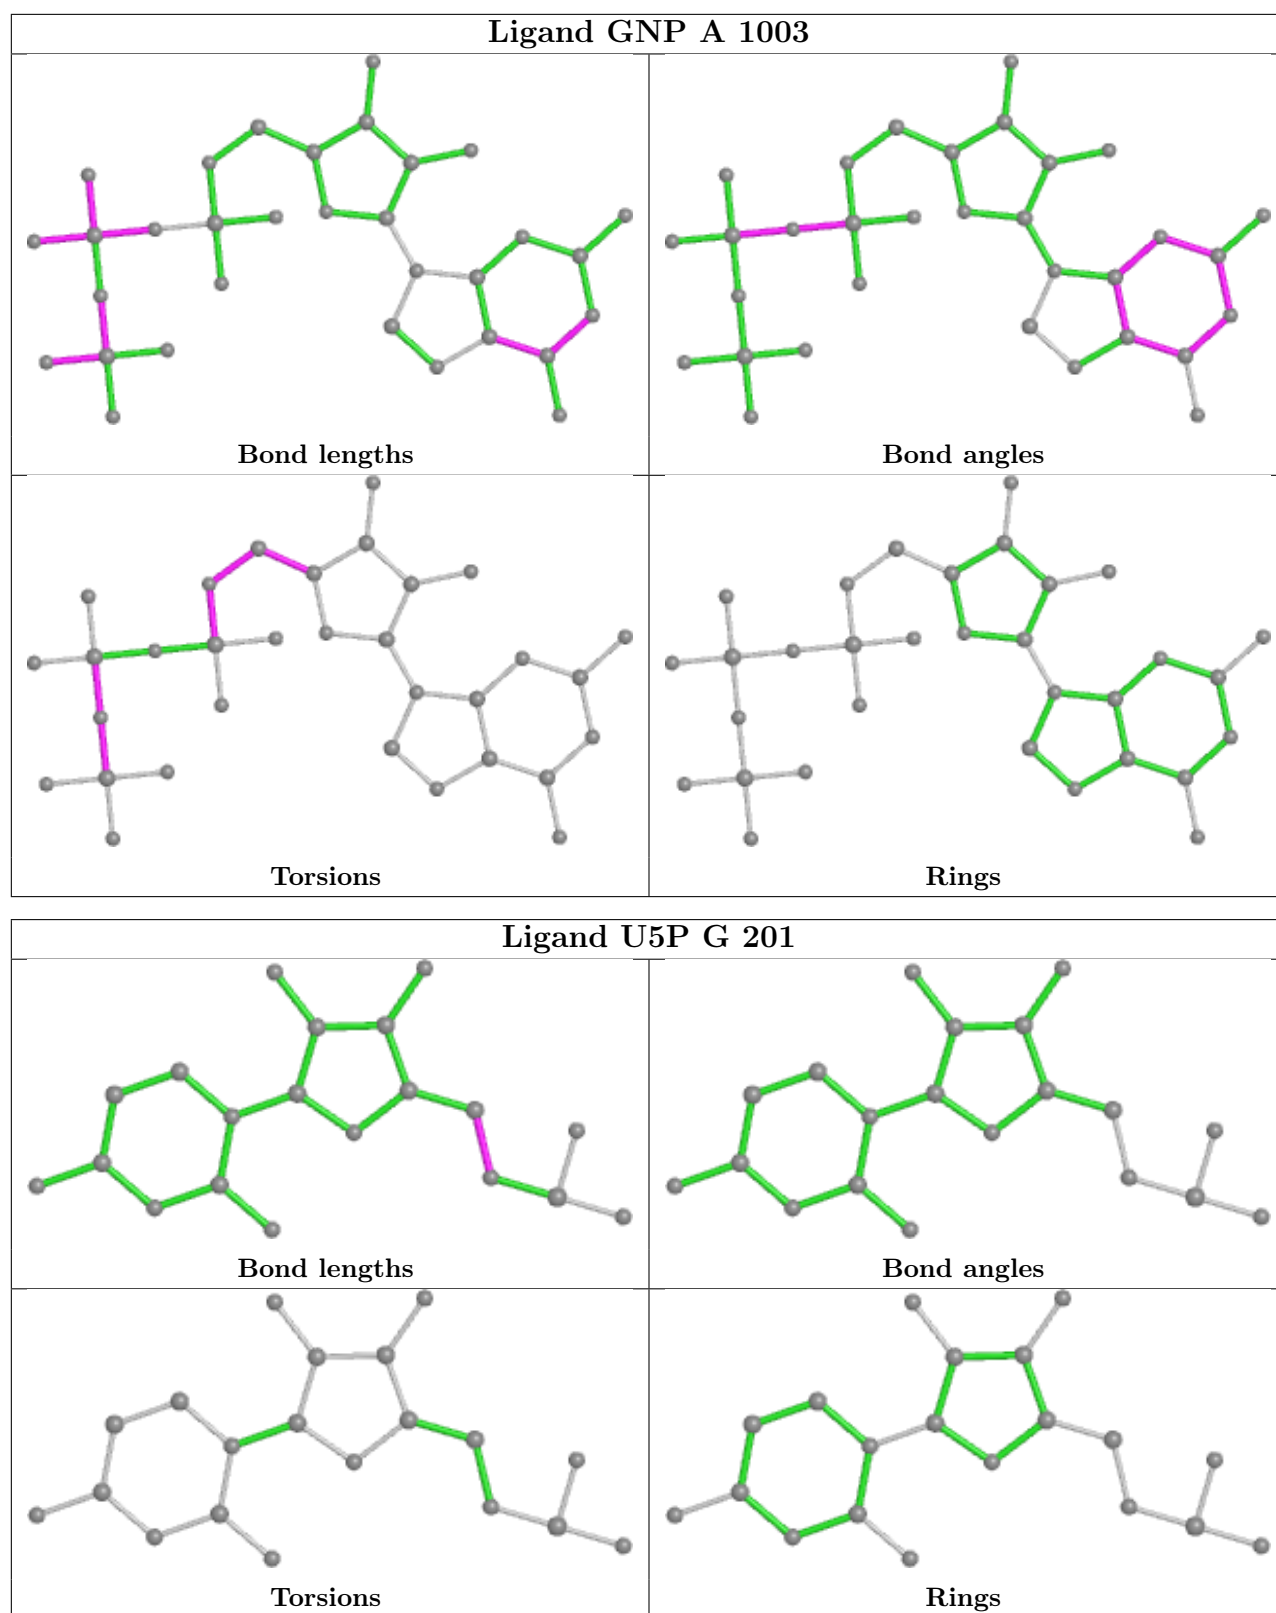 Ligand GNP A 1003
Bond lengths
Bond angles
Torsions
Rings
Ligand U5P G 201
Bond lengths
Bond angles
Torsions
Rings